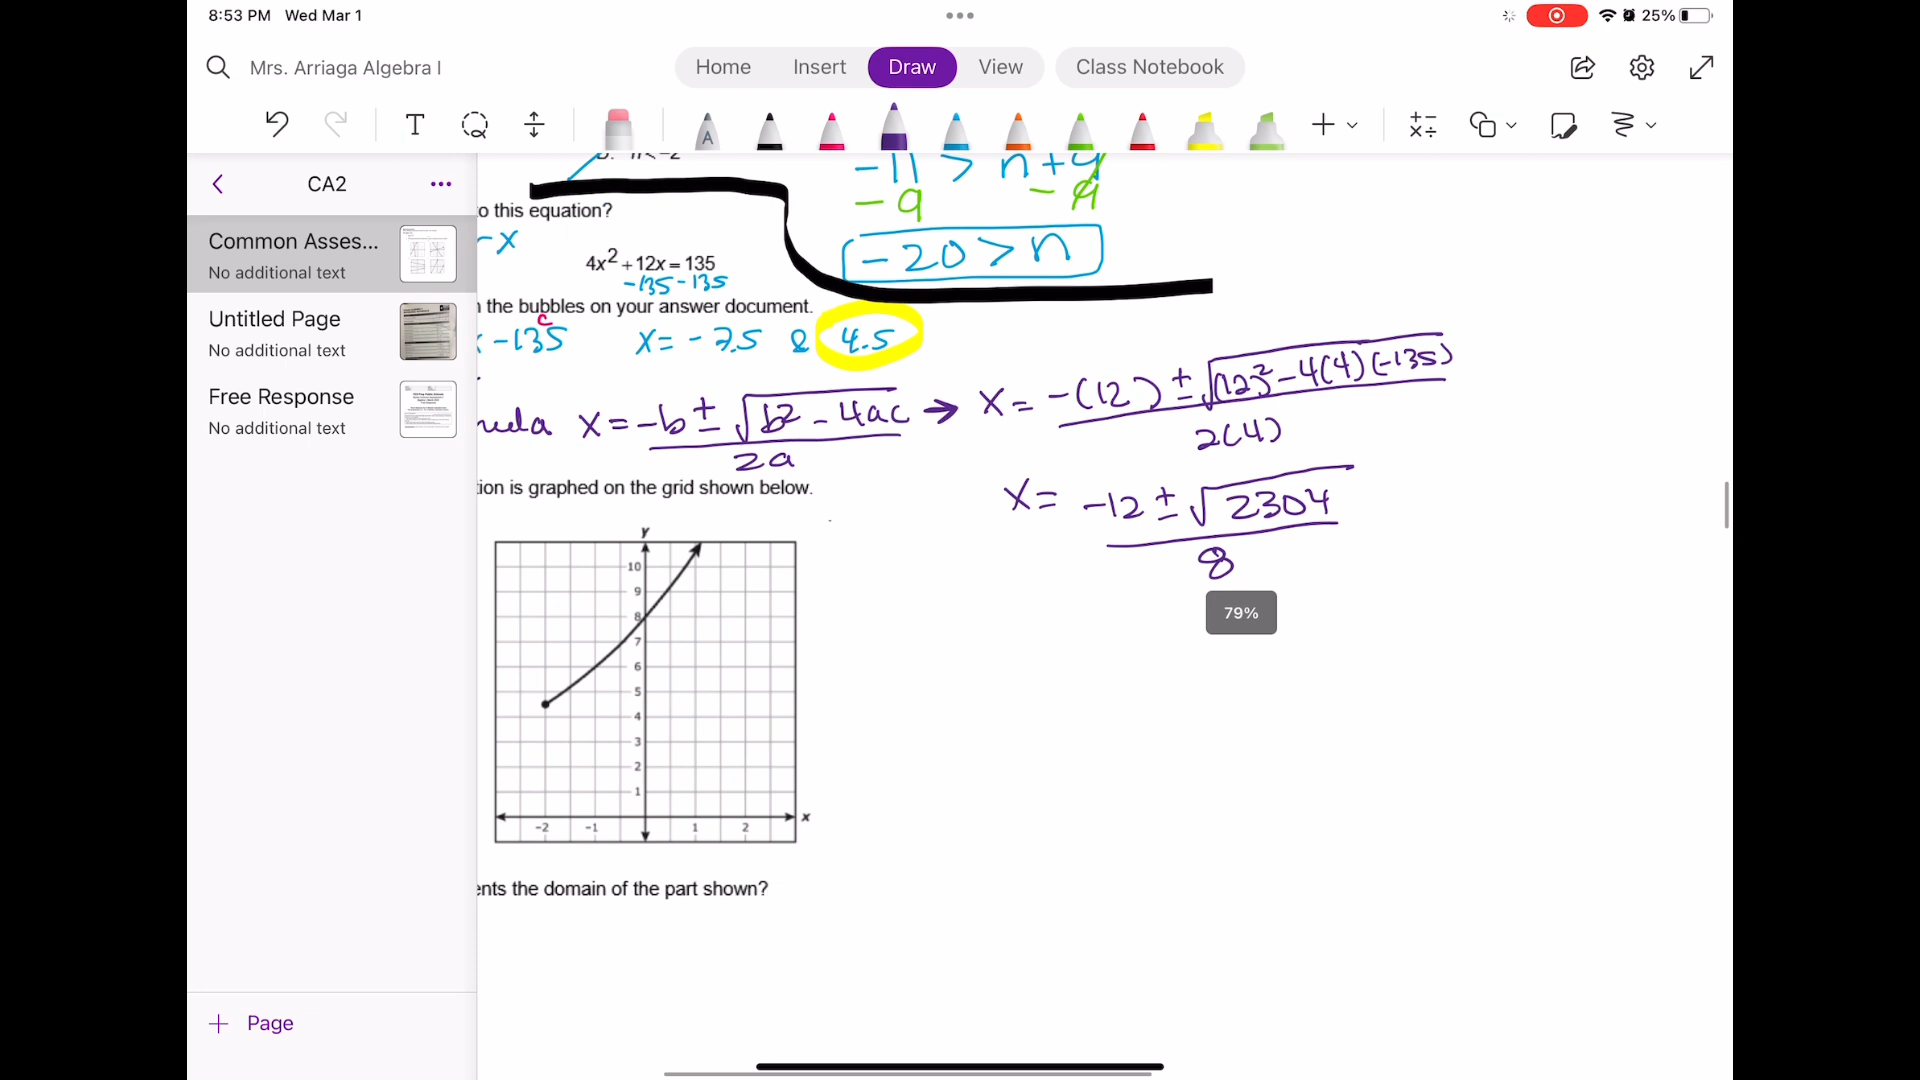 8:53 PM Wed Mar 1
25%
Mrs. Arriaga Algebra I
Home Insert Draw View Class Notebook
T A
CA2
Common Asses...
No additional text
Untitled Page
No additional text
Free Response
No additional text
+ Page
-11 > n+9
-9 -9
-20 > n
o this equation?
-x
4x² + 12x = 135
-135 -135
the bubbles on your answer document.
c
-135 x = -7.5 & 4.5
x = -b ± √b² - 4ac → x = -(12) ± √(12)² - 4(4)(-135)
2a 2(4)
x = -12 ± √2304
8
79%
ion is graphed on the grid shown below.
y
10
9
8
7
6
5
4
3
2
1
x
-2 -1 1 2
ents the domain of the part shown?